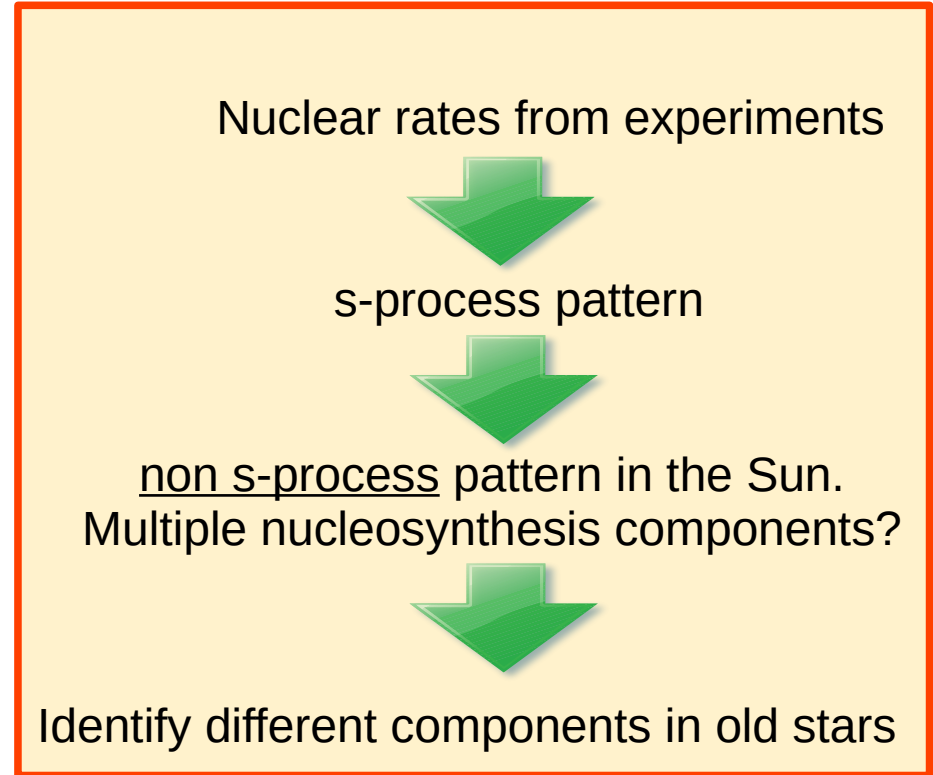 Nuclear rates from experiments
s-process pattern
non s-process pattern in the Sun.
Multiple nucleosynthesis components?
Identify different components in old stars